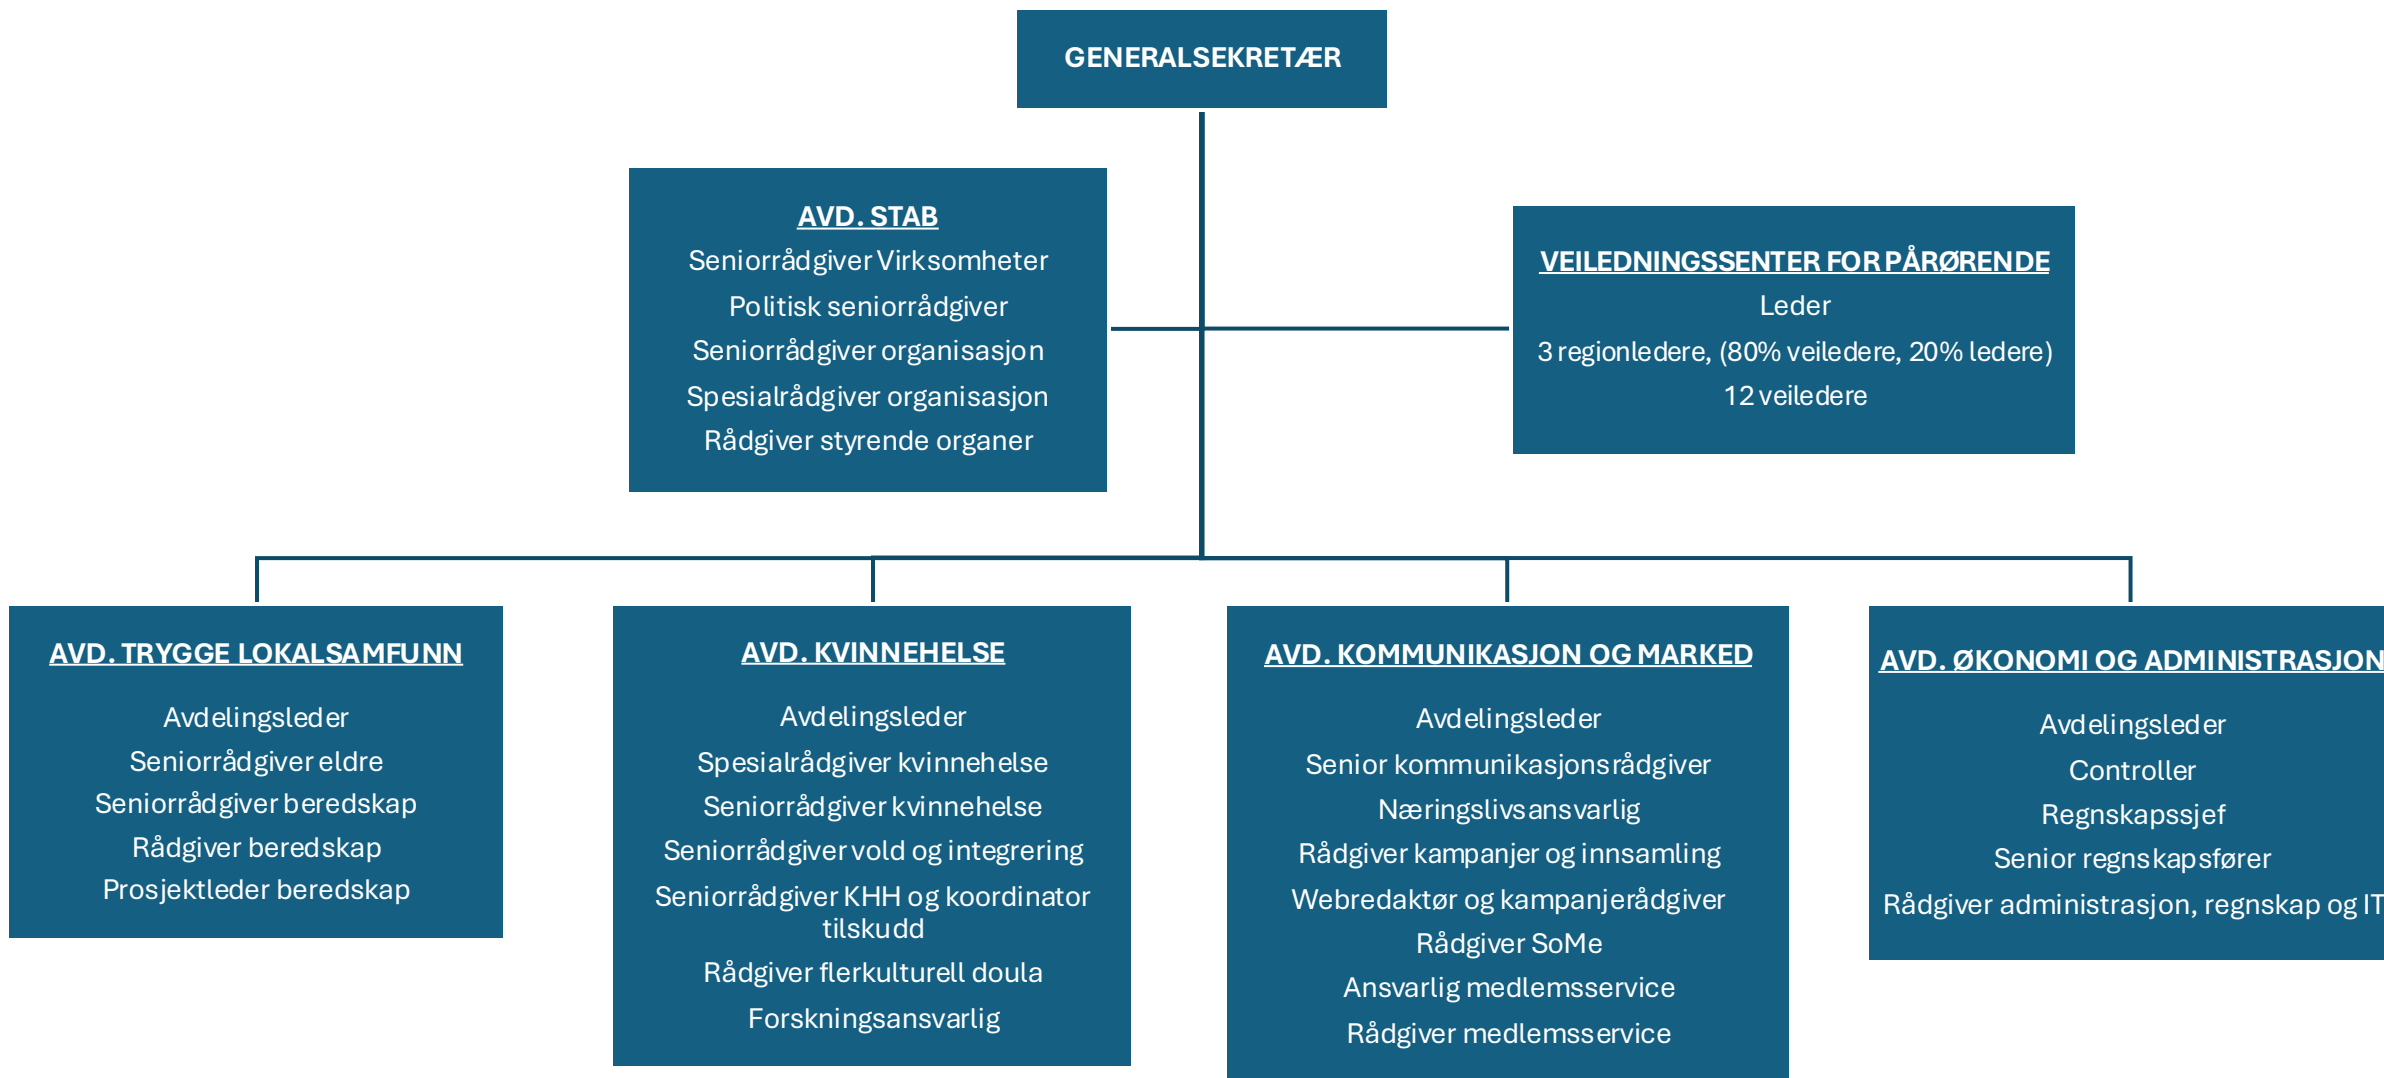 GENERALSEKRETÆR
AVD. STAB
Seniorrådgiver Virksomheter
Politisk seniorrådgiver
Seniorrådgiver organisasjon
Spesialrådgiver organisasjon
Rådgiver styrende organer
VEILEDNINGSSENTER FOR PÅRØRENDE
Leder
3 regionledere, (80% veiledere, 20% ledere)
12 veiledere
AVD. TRYGGE LOKALSAMFUNN
Avdelingsleder
Seniorrådgiver eldre
Seniorrådgiver beredskap
Rådgiver beredskap
Prosjektleder beredskap
AVD. KVINNEHELSE
Avdelingsleder
Spesialrådgiver kvinnehelse
Seniorrådgiver kvinnehelse
Seniorrådgiver vold og integrering
Seniorrådgiver KHH og koordinator
tilskudd
Rådgiver flerkulturell doula
Forskningsansvarlig
AVD. KOMMUNIKASJON OG MARKED
Avdelingsleder
Senior kommunikasjonsrådgiver
Næringslivsansvarlig
Rådgiver kampanjer og innsamling
Webredaktør og kampanjerådgiver
Rådgiver SoMe
Ansvarlig medlemsservice
Rådgiver medlemsservice
AVD. ØKONOMI OG ADMINISTRASJON
Avdelingsleder
Controller
Regnskapssjef
Senior regnskapsfører
Rådgiver administrasjon, regnskap og IT